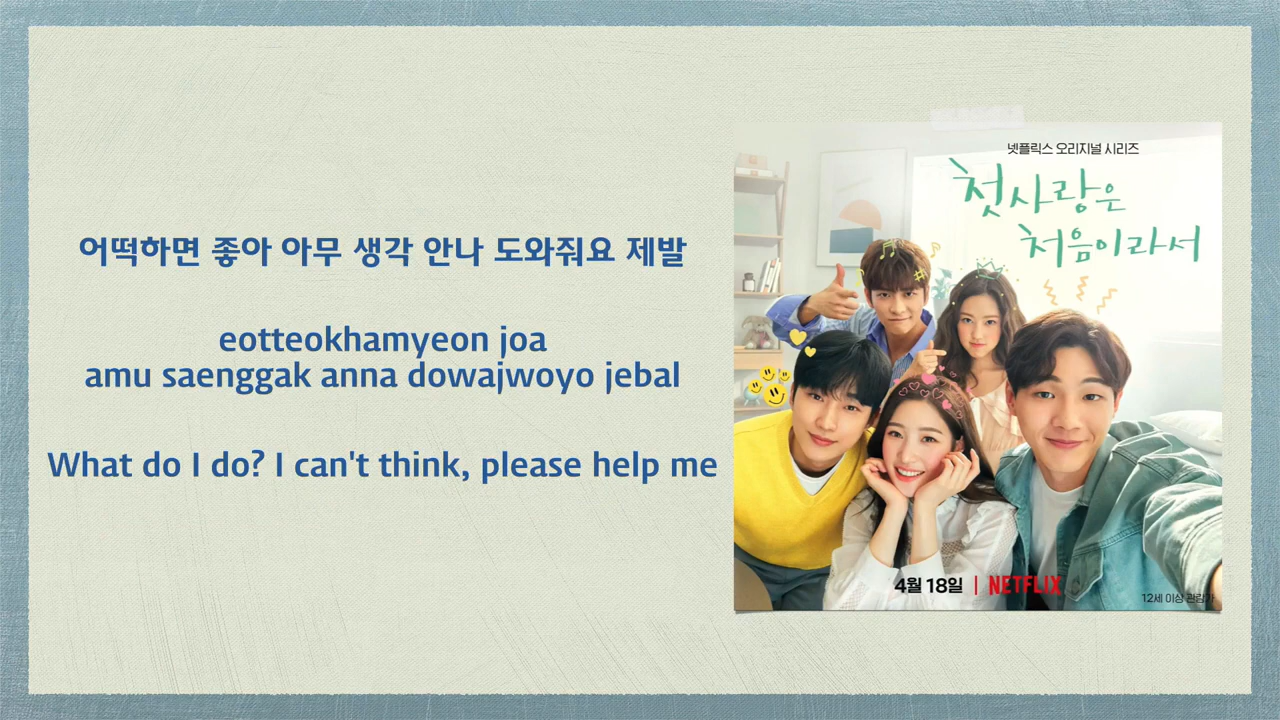 어떡하면 좋아 아무 생각 안나 도와줘요 제발
eotteokhamyeon joa
amu saenggak anna dowajwoyo jebal
What do I do? I can't think, please help me
넷플릭스 오리지널 시리즈
첫사랑은
처음이라서
4월 18일 | NETFLIX
12세 이상 관람가